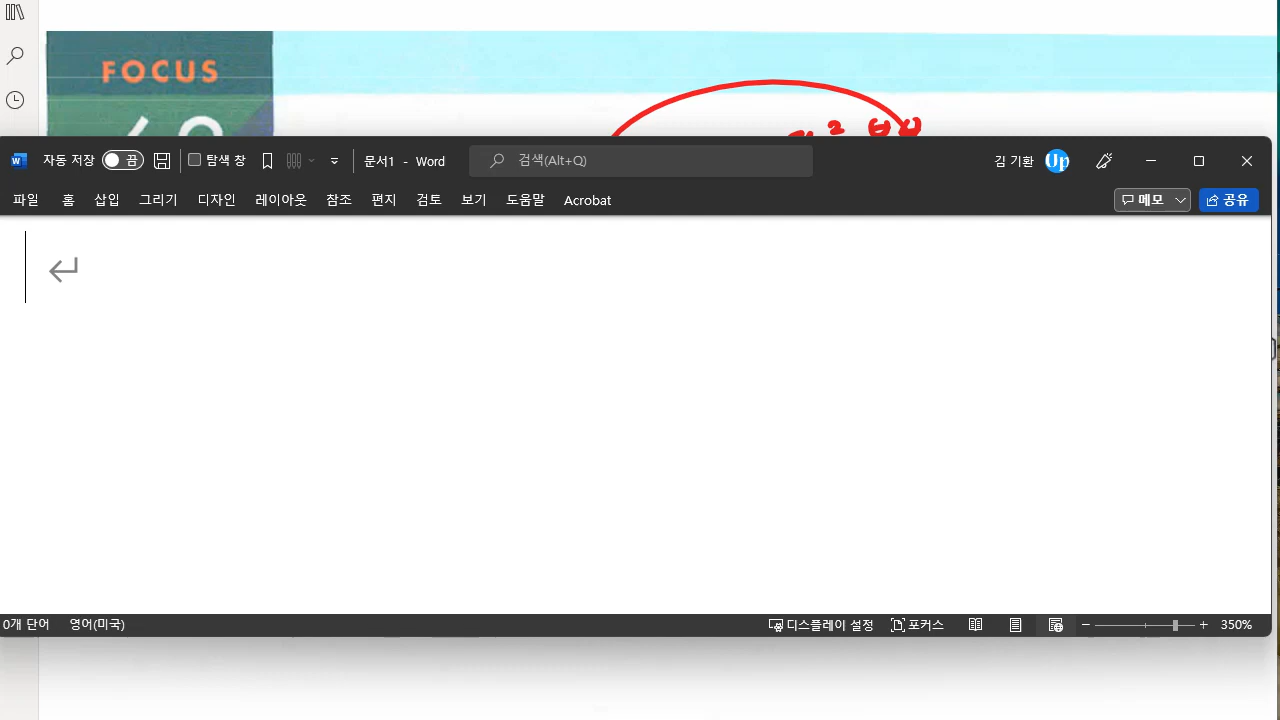 FOCUS
자동 저장 끔 탐색 창 문서1 - Word 검색(Alt+Q) 김 기환 Up
파일 홈 삽입 그리기 디자인 레이아웃 참조 편지 검토 보기 도움말 Acrobat 메모 공유
0개 단어 영어(미국) 디스플레이 설정 포커스 350%